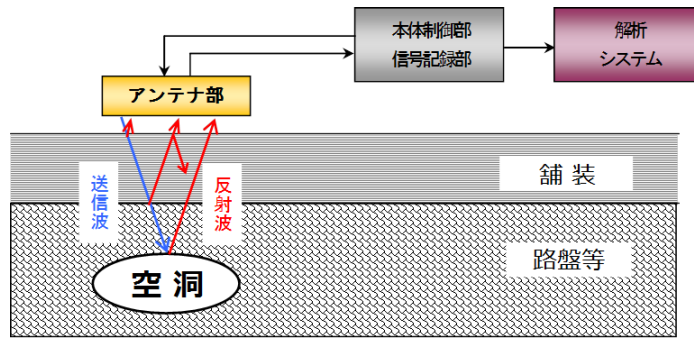 本体制御部
信号記録部
解析
システム
アンテナ部
送信波
反射波
舗装
路盤等
空洞